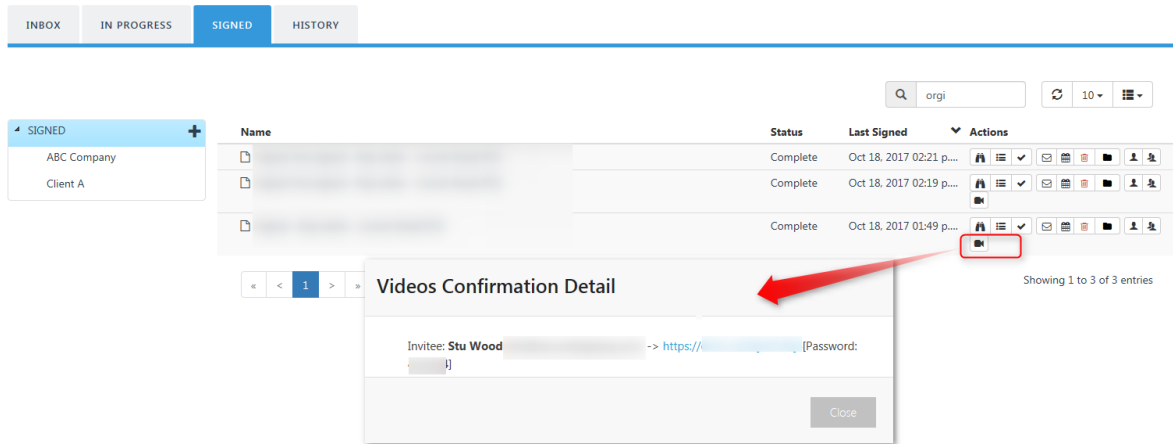 INBOX IN PROGRESS SIGNED HISTORY
orgi 10
SIGNED
ABC Company
Client A
Name Status Last Signed Actions
Complete Oct 18, 2017 02:21 p....
Complete Oct 18, 2017 02:19 p....
Complete Oct 18, 2017 01:49 p....
« < 1 > »
Showing 1 to 3 of 3 entries
Videos Confirmation Detail
Invitee: Stu Wood -> https:// [Password:
]
Close